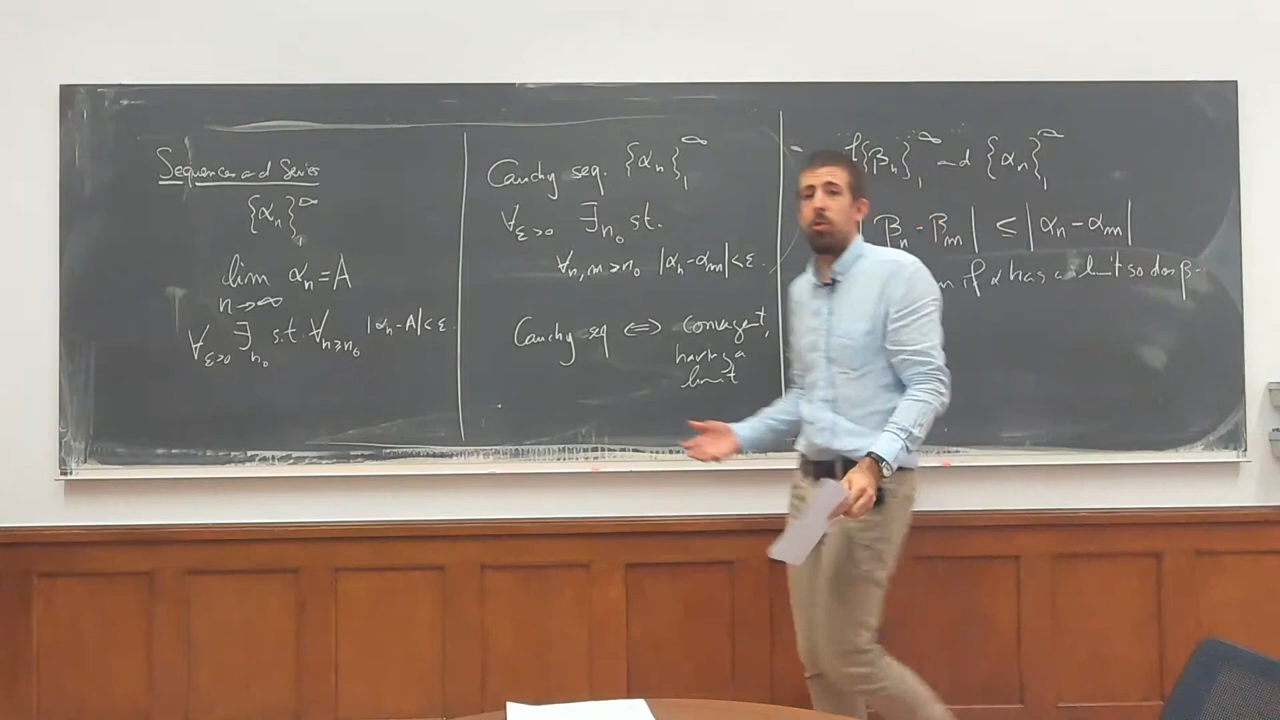 Sequences and Series
{αₙ}₁^∞
lim αₙ = A
n→∞
∀ε>0 ∃n₀ s.t. ∀n≥n₀ |αₙ-A|<ε.
Cauchy seq. {αₙ}₁^∞
∀ε>0 ∃n₀ st.
∀n,m≥n₀ |αₙ-αₘ|<ε.
Cauchy seq ⟺ convergent,
having a
limit
{βₙ}₁^∞ and {αₙ}₁^∞
|βₙ-βₘ| ≤ |αₙ-αₘ|
if α has a limit so does β.